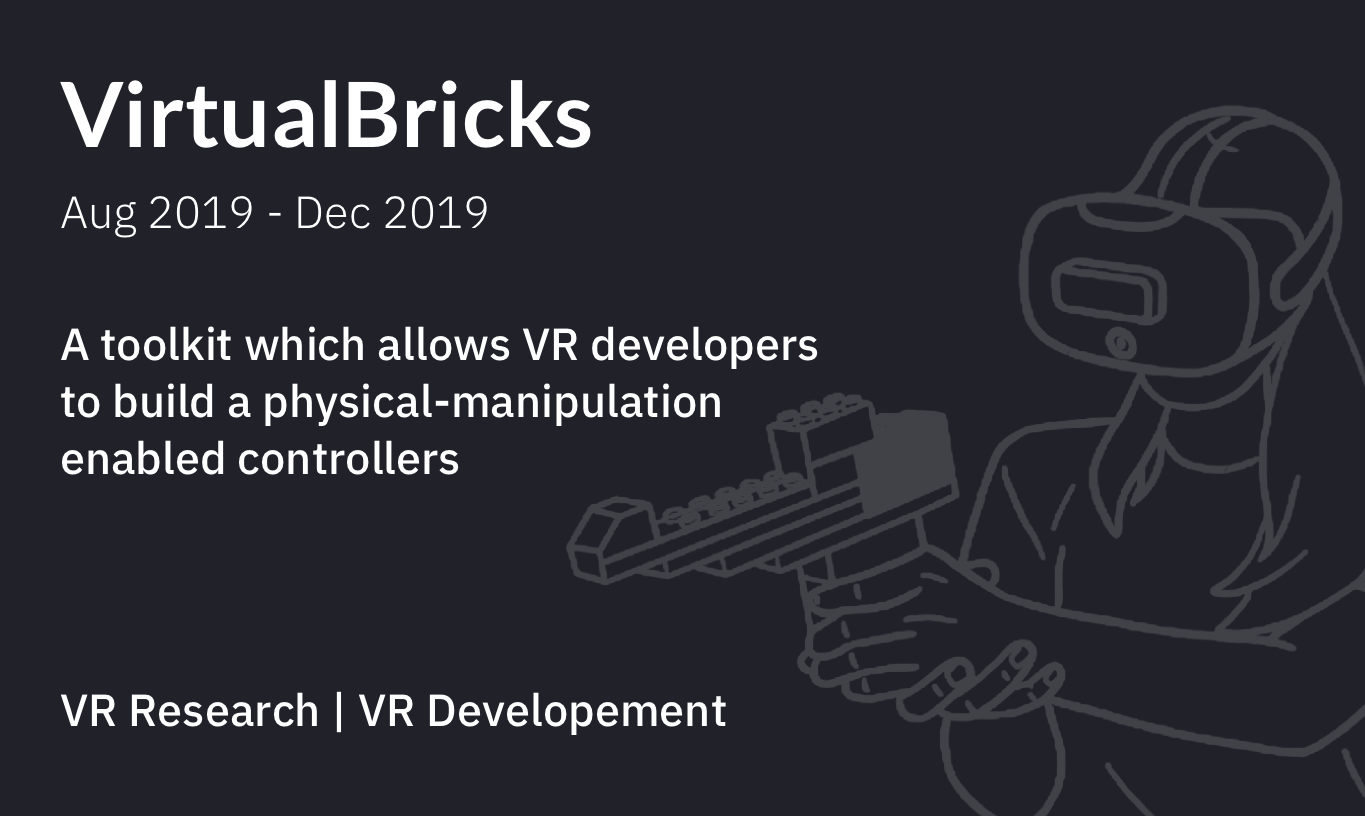 VirtualBricks
Aug 2019 - Dec 2019
A toolkit which allows VR developers
to build a physical-manipulation
enabled controllers
VR Research | VR Developement